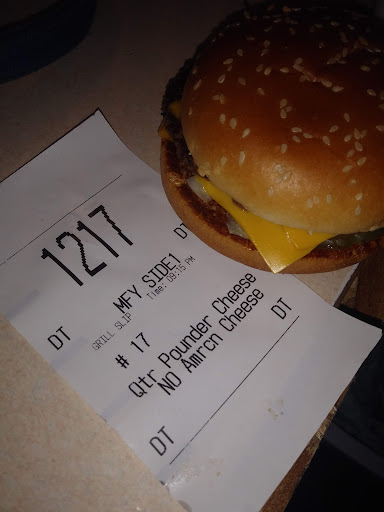 1217
DT
MFY SIDE1
DT
GRILL SLIP Time: 09:15 PM
# 17
Qtr Pounder Cheese
NO Amrcn Cheese
DT
DT